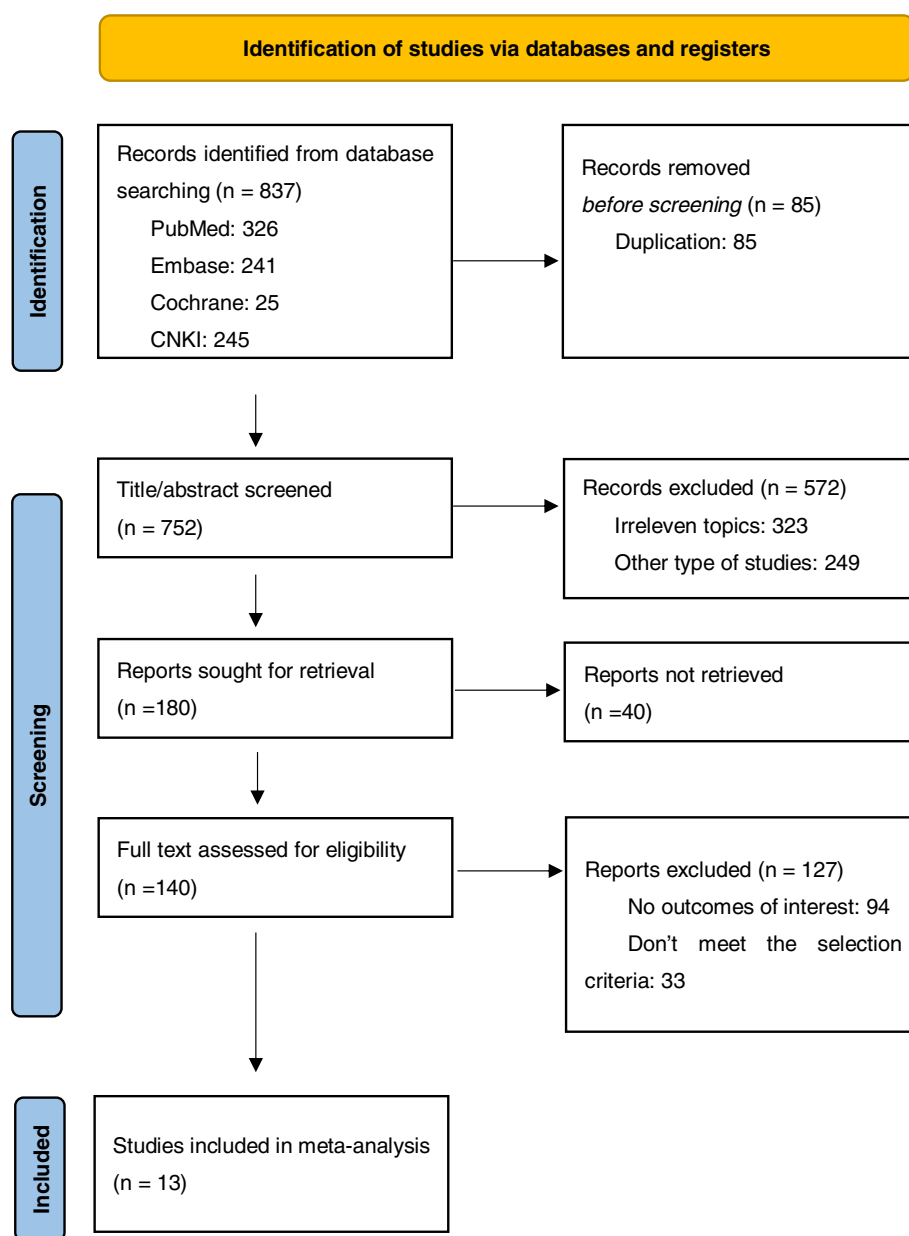 Identification of studies via databases and registers
Identification
Records identified from database
searching (n = 837)
PubMed: 326
Embase: 241
Cochrane: 25
CNKI: 245
Records removed
before screening (n = 85)
Duplication: 85
Screening
Title/abstract screened
(n = 752)
Records excluded (n = 572)
Irreleven topics: 323
Other type of studies: 249
Reports sought for retrieval
(n =180)
Reports not retrieved
(n =40)
Full text assessed for eligibility
(n =140)
Reports excluded (n = 127)
No outcomes of interest: 94
Don’t meet the selection
criteria: 33
Included
Studies included in meta-analysis
(n = 13)